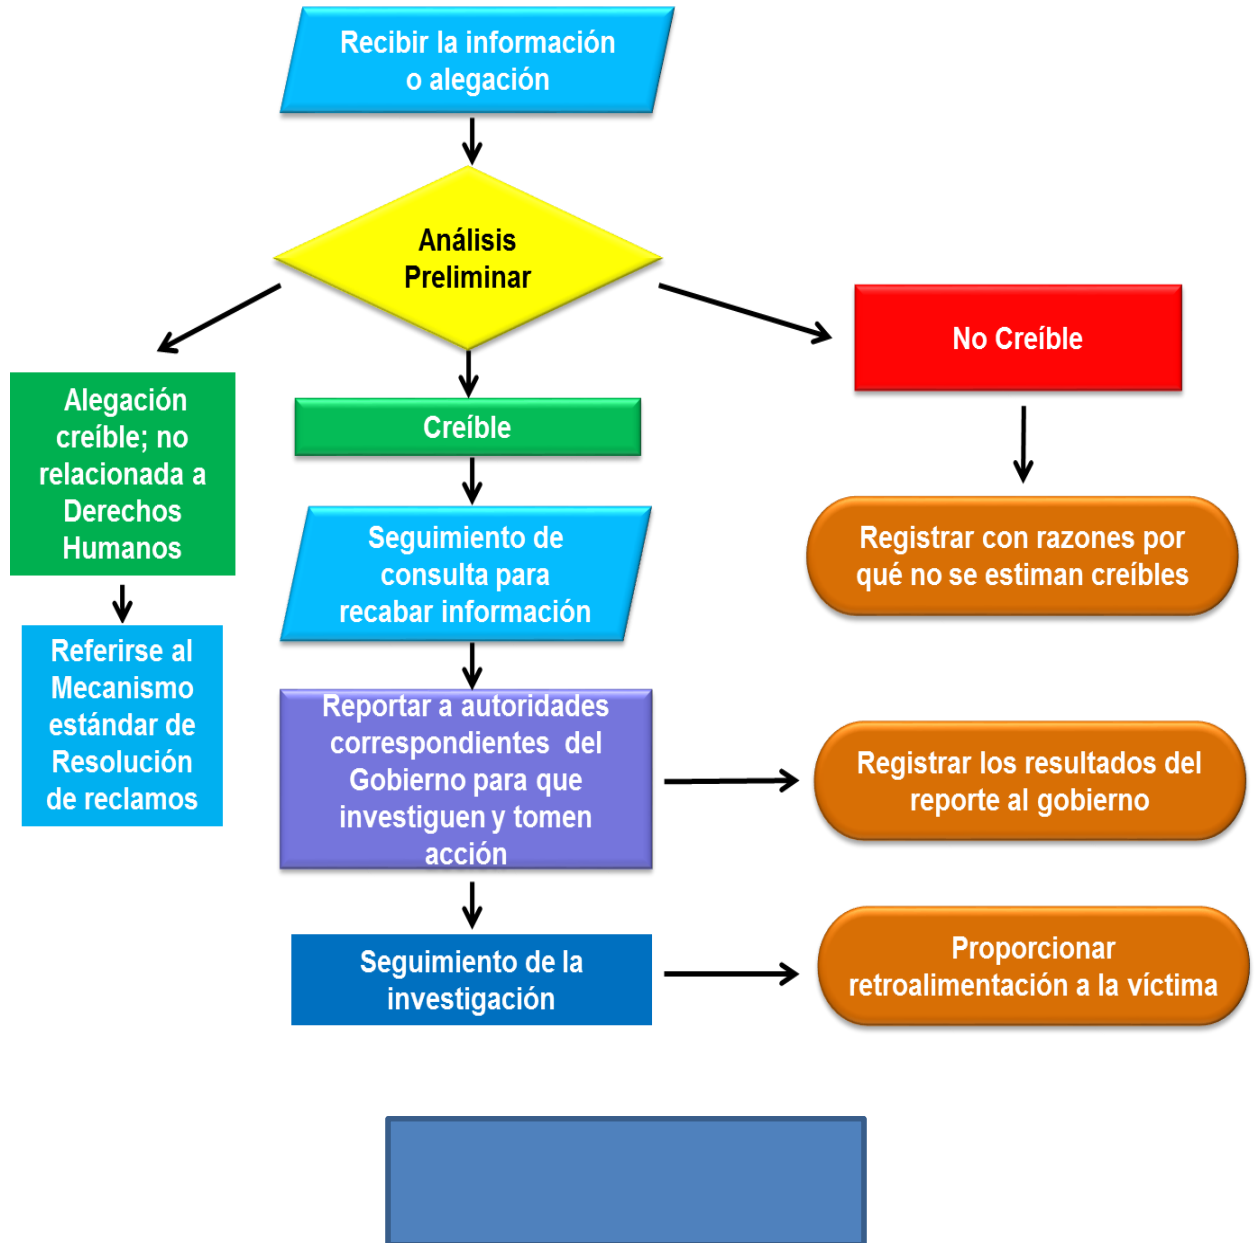 Recibir la información
o alegación
Análisis
Preliminar
No Creíble
Alegación
creíble; no
relacionada a
Derechos
Humanos
Creíble
Seguimiento de
consulta para
recabar información
Registrar con razones por
qué no se estiman creíbles
Referirse al
Mecanismo
estándar de
Resolución
de reclamos
Reportar a autoridades
correspondientes del
Gobierno para que
investiguen y tomen
acción
Registrar los resultados del
reporte al gobierno
Seguimiento de la
investigación
Proporcionar
retroalimentación a la víctima